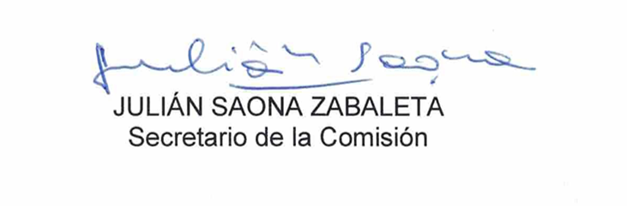 Julián Saona
JULIÁN SAONA ZABALETA
Secretario de la Comisión